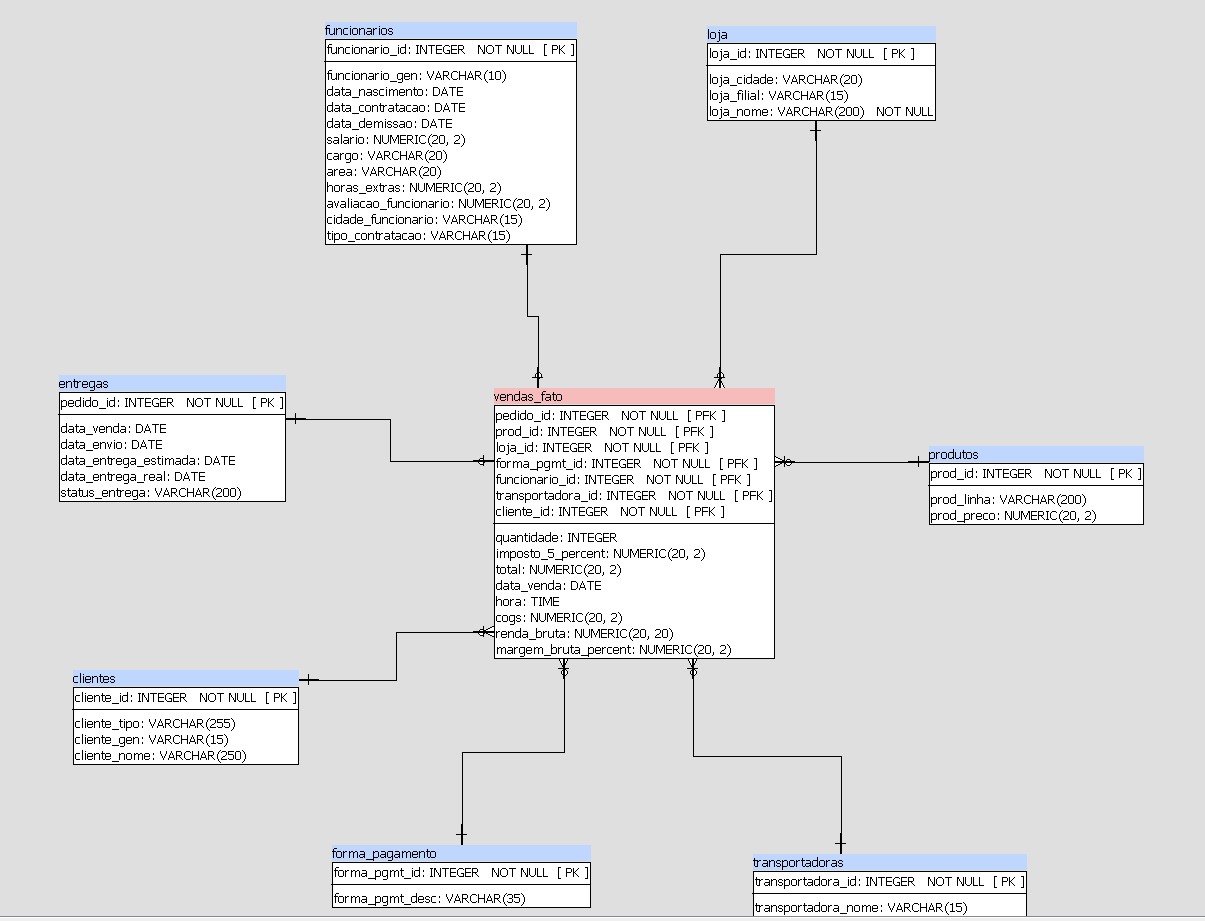 funcionarios
funcionario_id: INTEGER NOT NULL [ PK ]
funcionario_gen: VARCHAR(10)
data_nascimento: DATE
data_contratacao: DATE
data_demissao: DATE
salario: NUMERIC(20, 2)
cargo: VARCHAR(20)
area: VARCHAR(20)
horas_extras: NUMERIC(20, 2)
avaliacao_funcionario: NUMERIC(20, 2)
cidade_funcionario: VARCHAR(15)
tipo_contratacao: VARCHAR(15)
loja
loja_id: INTEGER NOT NULL [ PK ]
loja_cidade: VARCHAR(20)
loja_filial: VARCHAR(15)
loja_nome: VARCHAR(200) NOT NULL
entregas
pedido_id: INTEGER NOT NULL [ PK ]
data_venda: DATE
data_envio: DATE
data_entrega_estimada: DATE
data_entrega_real: DATE
status_entrega: VARCHAR(200)
vendas_fato
pedido_id: INTEGER NOT NULL [ PFK ]
prod_id: INTEGER NOT NULL [ PFK ]
loja_id: INTEGER NOT NULL [ PFK ]
forma_pgmt_id: INTEGER NOT NULL [ PFK ]
funcionario_id: INTEGER NOT NULL [ PFK ]
transportadora_id: INTEGER NOT NULL [ PFK ]
cliente_id: INTEGER NOT NULL [ PFK ]
quantidade: INTEGER
imposto_5_percent: NUMERIC(20, 2)
total: NUMERIC(20, 2)
data_venda: DATE
hora: TIME
cogs: NUMERIC(20, 2)
renda_bruta: NUMERIC(20, 20)
margem_bruta_percent: NUMERIC(20, 2)
produtos
prod_id: INTEGER NOT NULL [ PK ]
prod_linha: VARCHAR(200)
prod_preco: NUMERIC(20, 2)
clientes
cliente_id: INTEGER NOT NULL [ PK ]
cliente_tipo: VARCHAR(255)
cliente_gen: VARCHAR(15)
cliente_nome: VARCHAR(250)
forma_pagamento
forma_pgmt_id: INTEGER NOT NULL [ PK ]
forma_pgmt_desc: VARCHAR(35)
transportadoras
transportadora_id: INTEGER NOT NULL [ PK ]
transportadora_nome: VARCHAR(15)